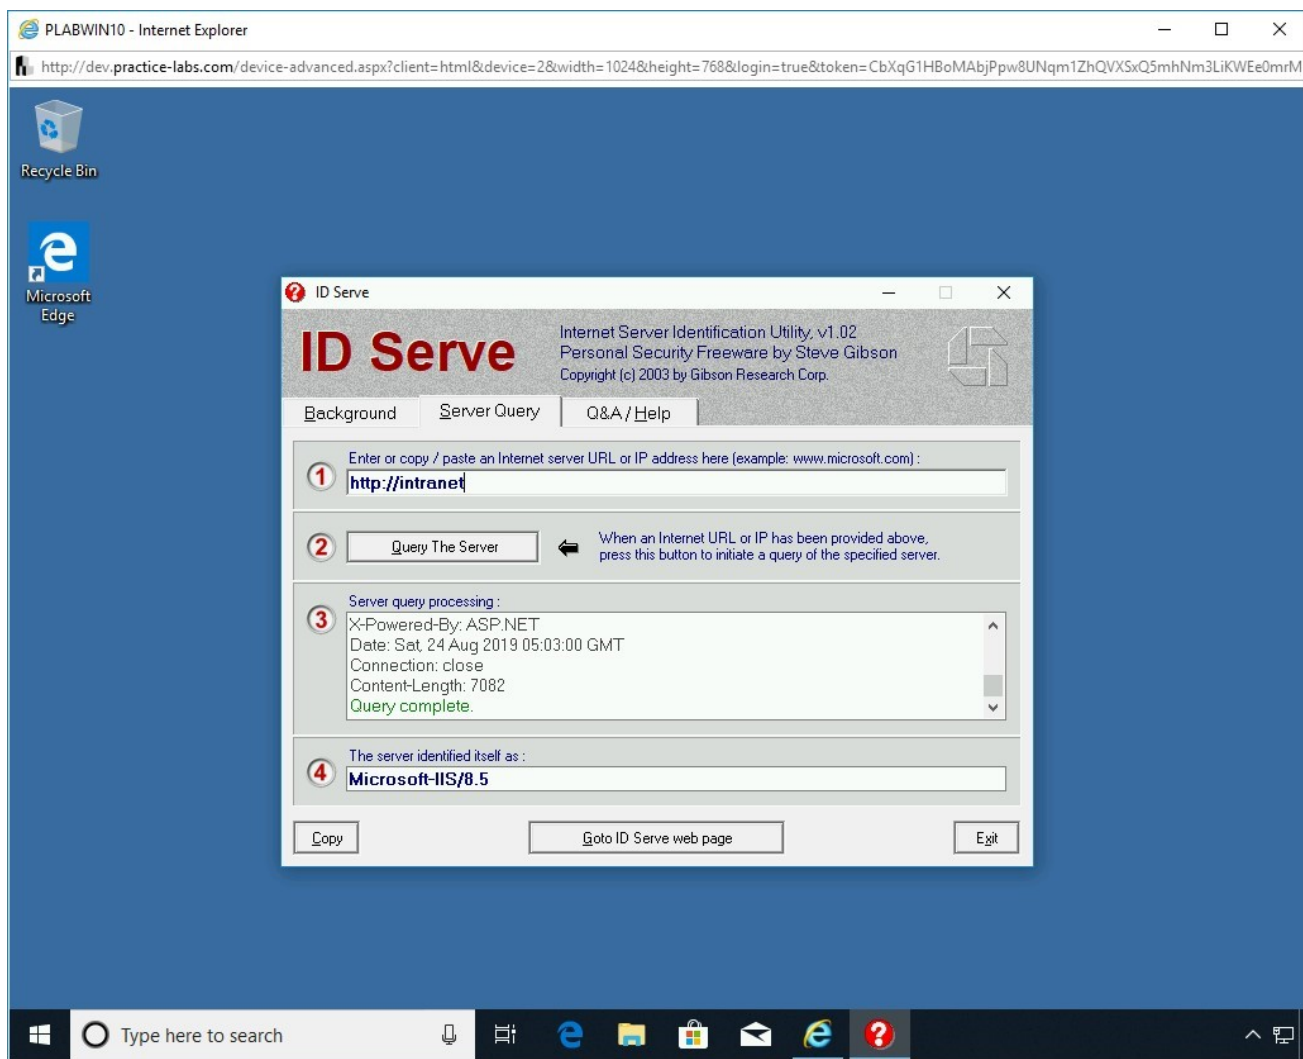 PLABWIN10 - Internet Explorer
http://dev.practice-labs.com/device-advanced.aspx?client=html&device=2&width=1024&height=768&login=true&token=CbXqG1HBoMAbjPpw8UNqm1ZhQVXSxQ5mhNm3LiKWEe0mrM
Recycle Bin
Microsoft
Edge
ID Serve
ID Serve
Internet Server Identification Utility, v1.02
Personal Security Freeware by Steve Gibson
Copyright (c) 2003 by Gibson Research Corp.
Background
Server Query
Q&A / Help
1
Enter or copy / paste an Internet server URL or IP address here (example: www.microsoft.com) :
http://intranet
2
Query The Server
When an Internet URL or IP has been provided above,
press this button to initiate a query of the specified server.
3
Server query processing :
X-Powered-By: ASP.NET
Date: Sat, 24 Aug 2019 05:03:00 GMT
Connection: close
Content-Length: 7082
Query complete.
4
The server identified itself as :
Microsoft-IIS/8.5
Copy
Goto ID Serve web page
Exit
Type here to search